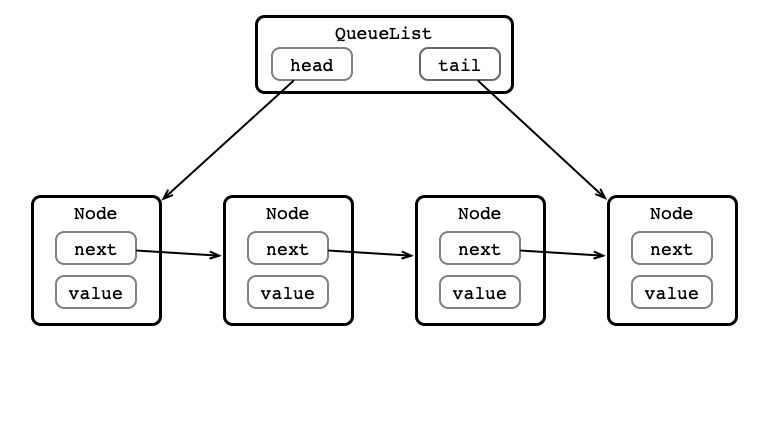 QueueList
head tail
Node Node Node Node
next next next next
value value value value